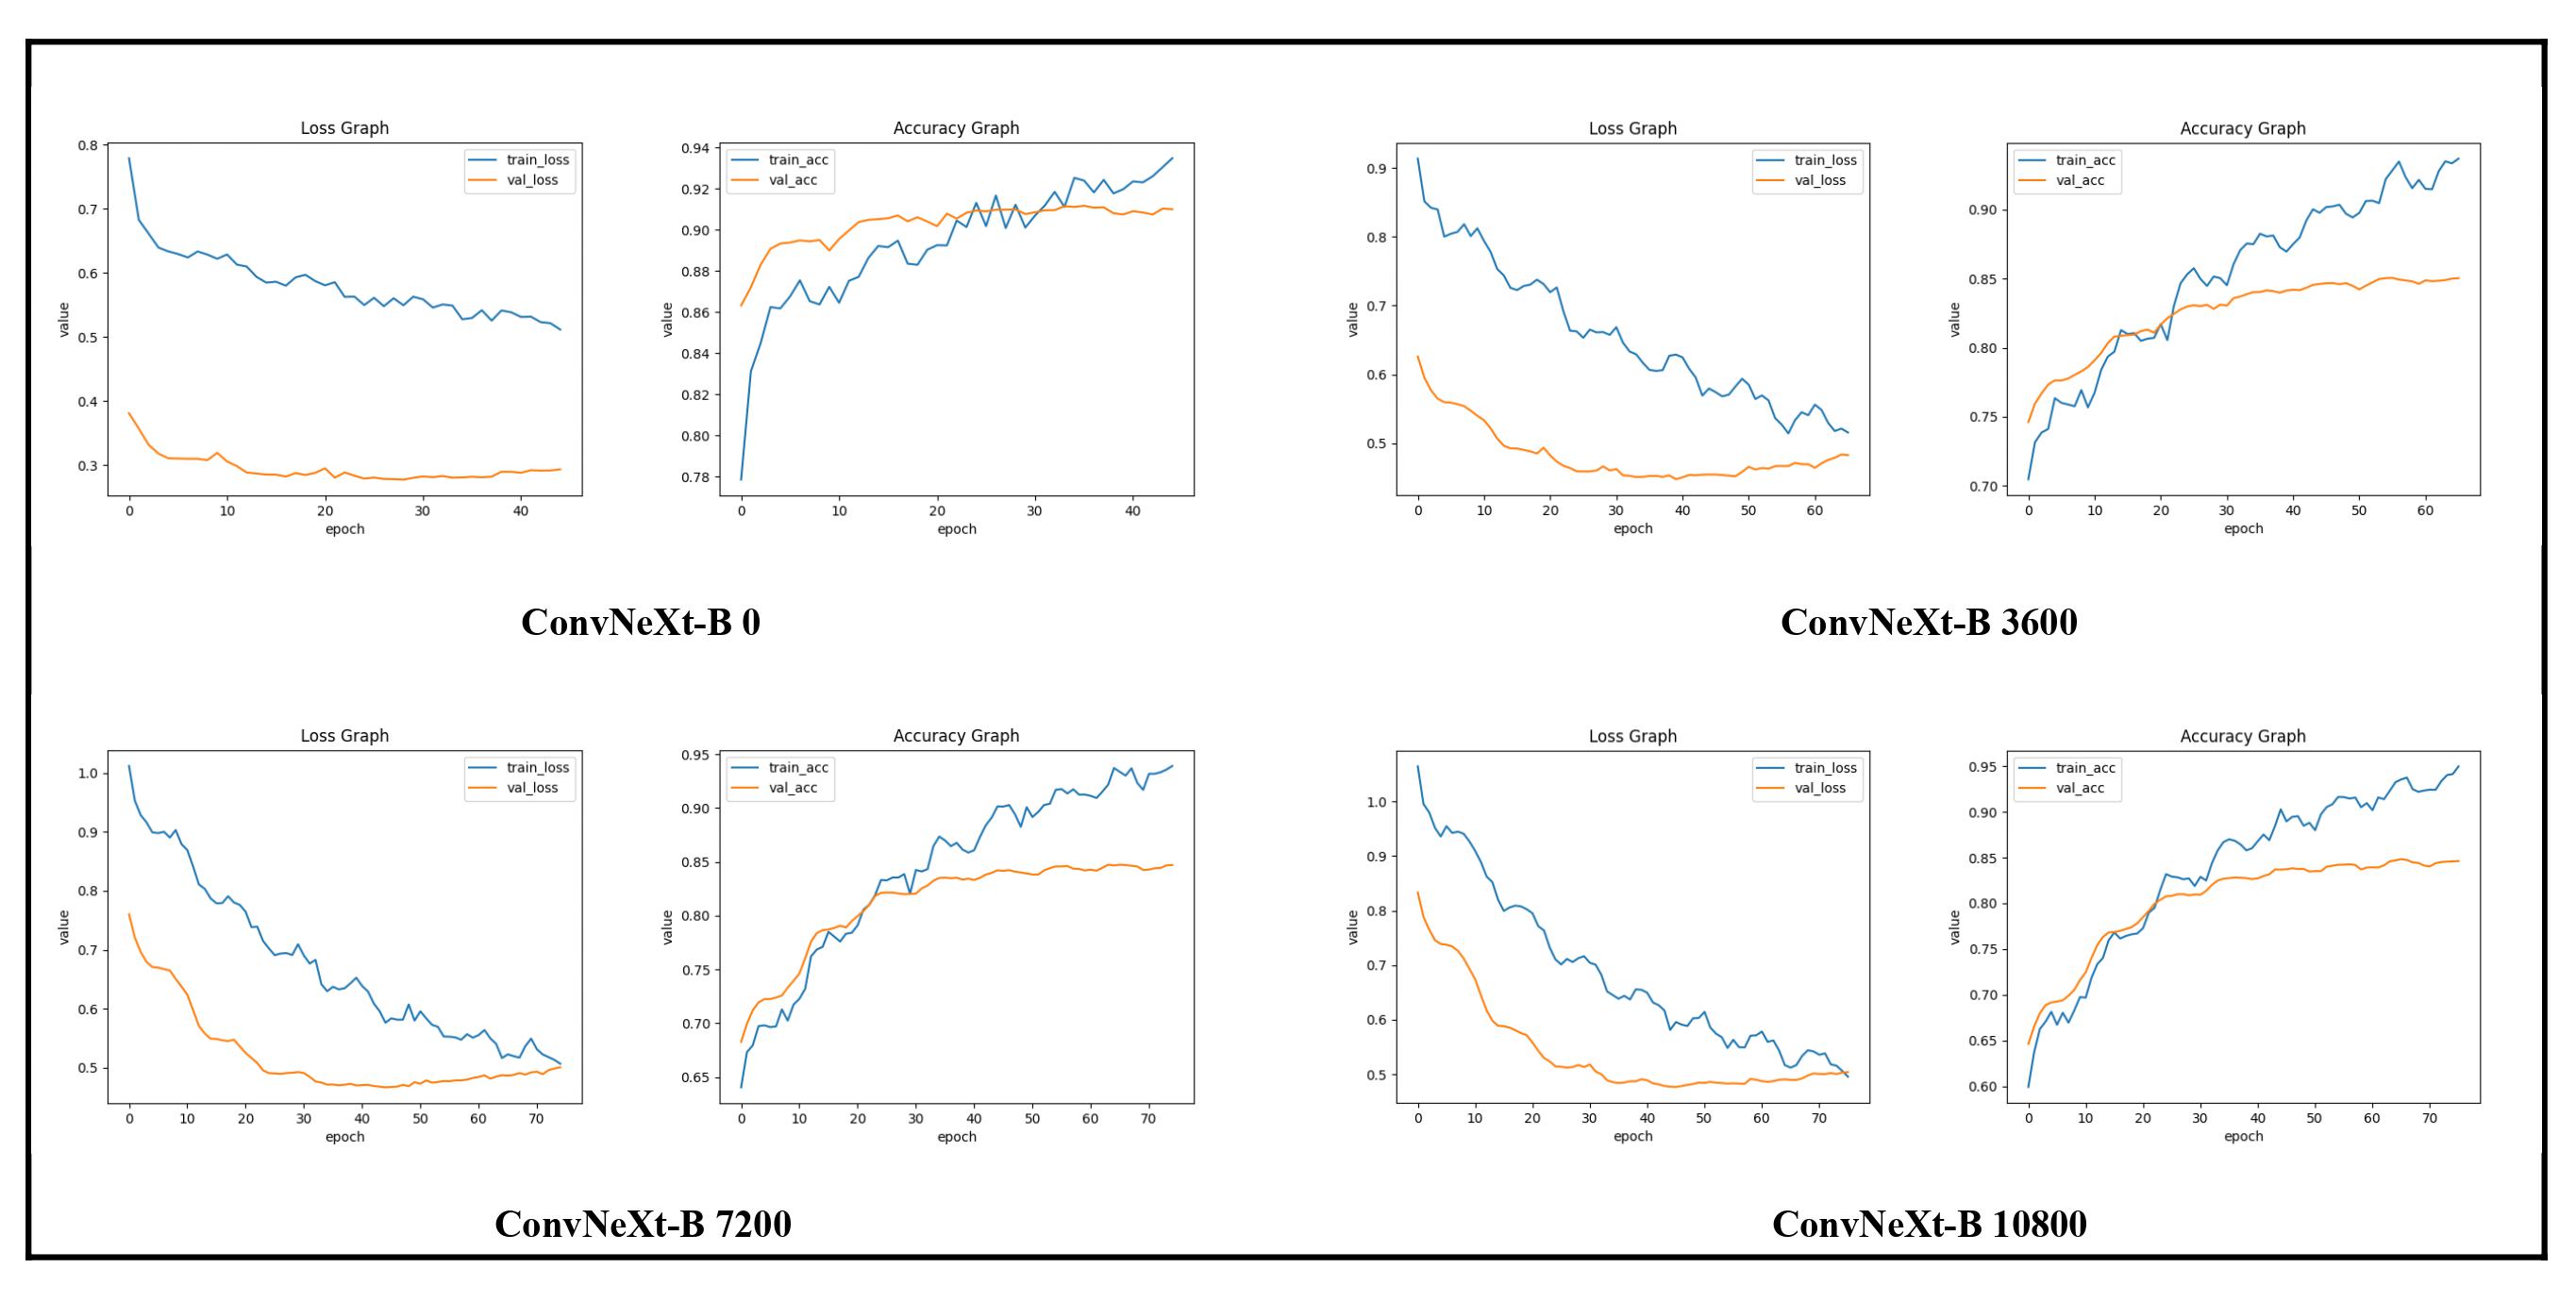 Loss Graph
0.8
0.7
0.6
0.5
0.4
0.3
value
0
10
20
30
40
epoch
train_loss
val_loss
Accuracy Graph
0.94
0.92
0.90
0.88
0.86
0.84
0.82
0.80
0.78
value
0
10
20
30
40
epoch
train_acc
val_acc
ConvNeXt-B 0
Loss Graph
0.9
0.8
0.7
0.6
0.5
value
0
10
20
30
40
50
60
epoch
train_loss
val_loss
Accuracy Graph
0.90
0.85
0.80
0.75
0.70
value
0
10
20
30
40
50
60
epoch
train_acc
val_acc
ConvNeXt-B 3600
Loss Graph
1.0
0.9
0.8
0.7
0.6
0.5
value
0
10
20
30
40
50
60
70
epoch
train_loss
val_loss
Accuracy Graph
0.95
0.90
0.85
0.80
0.75
0.70
0.65
value
0
10
20
30
40
50
60
70
epoch
train_acc
val_acc
ConvNeXt-B 7200
Loss Graph
1.0
0.9
0.8
0.7
0.6
0.5
value
0
10
20
30
40
50
60
70
epoch
train_loss
val_loss
Accuracy Graph
0.95
0.90
0.85
0.80
0.75
0.70
0.65
0.60
value
0
10
20
30
40
50
60
70
epoch
train_acc
val_acc
ConvNeXt-B 10800